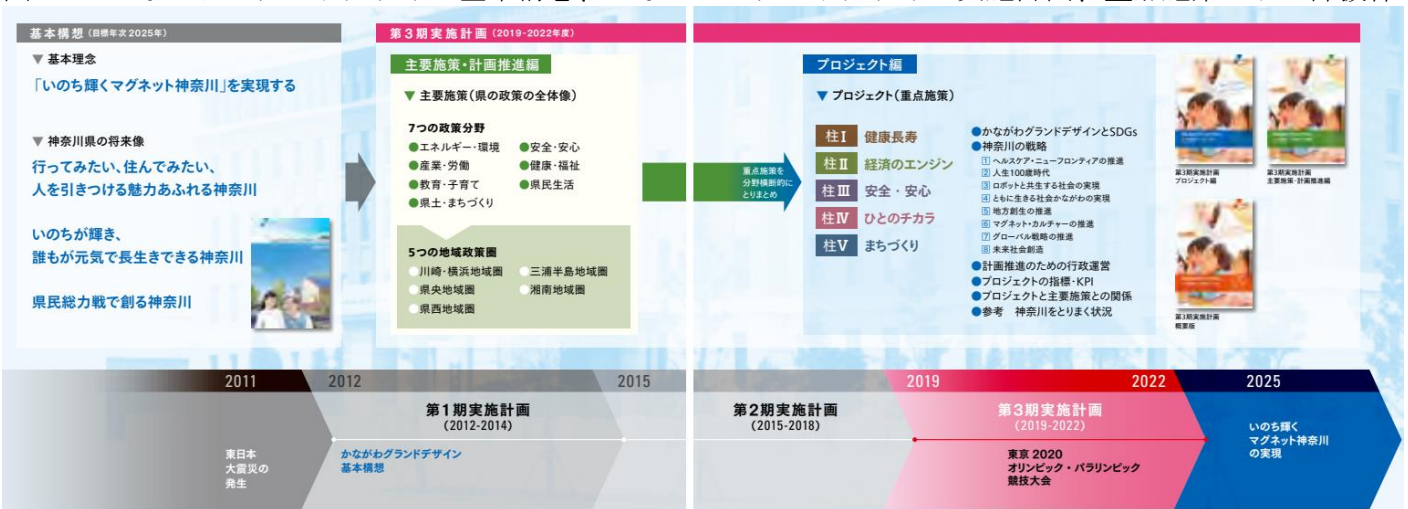 基本構想(目標年次2025年)
▼ 基本理念
「いのち輝くマグネット神奈川」を実現する
▼ 神奈川県の将来像
行ってみたい、住んでみたい、
人を引きつける魅力あふれる神奈川
いのちが輝き、
誰もが元気で長生きできる神奈川
県民総力戦で創る神奈川
第3期実施計画(2019-2022年度)
主要施策・計画推進編
▼ 主要施策(県の政策の全体像)
7つの政策分野
●エネルギー・環境 ●安全・安心
●産業・労働 ●健康・福祉
●教育・子育て ●県民生活
●県土・まちづくり
5つの地域政策圏
川崎・横浜地域圏 三浦半島地域圏
県央地域圏 湘南地域圏
県西地域圏
重点施策を
分野横断的に
とりまとめ
プロジェクト編
▼ プロジェクト(重点施策)
柱Ⅰ 健康長寿
柱Ⅱ 経済のエンジン
柱Ⅲ 安全・安心
柱Ⅳ ひとのチカラ
柱Ⅴ まちづくり
●かながわグランドデザインとSDGs
●神奈川の戦略
1 ヘルスケア・ニューフロンティアの推進
2 人生100歳時代
3 ロボットと共生する社会の実現
4 ともに生きる社会かながわの実現
5 地方創生の推進
6 マグネット・カルチャーの推進
7 グローバル戦略の推進
8 未来社会創造
●計画推進のための行政運営
●プロジェクトの指標・KPI
●プロジェクトと主要施策との関係
●参考 神奈川をとりまく状況
第3期実施計画
プロジェクト編
第3期実施計画
主要施策・計画推進編
第3期実施計画
概要版
2011 2012 2015 2019 2022 2025
第1期実施計画
(2012-2014)
第2期実施計画
(2015-2018)
第3期実施計画
(2019-2022)
東日本
大震災の
発生
かながわグランドデザイン
基本構想
東京 2020
オリンピック・パラリンピック
競技大会
いのち輝く
マグネット神奈川
の実現